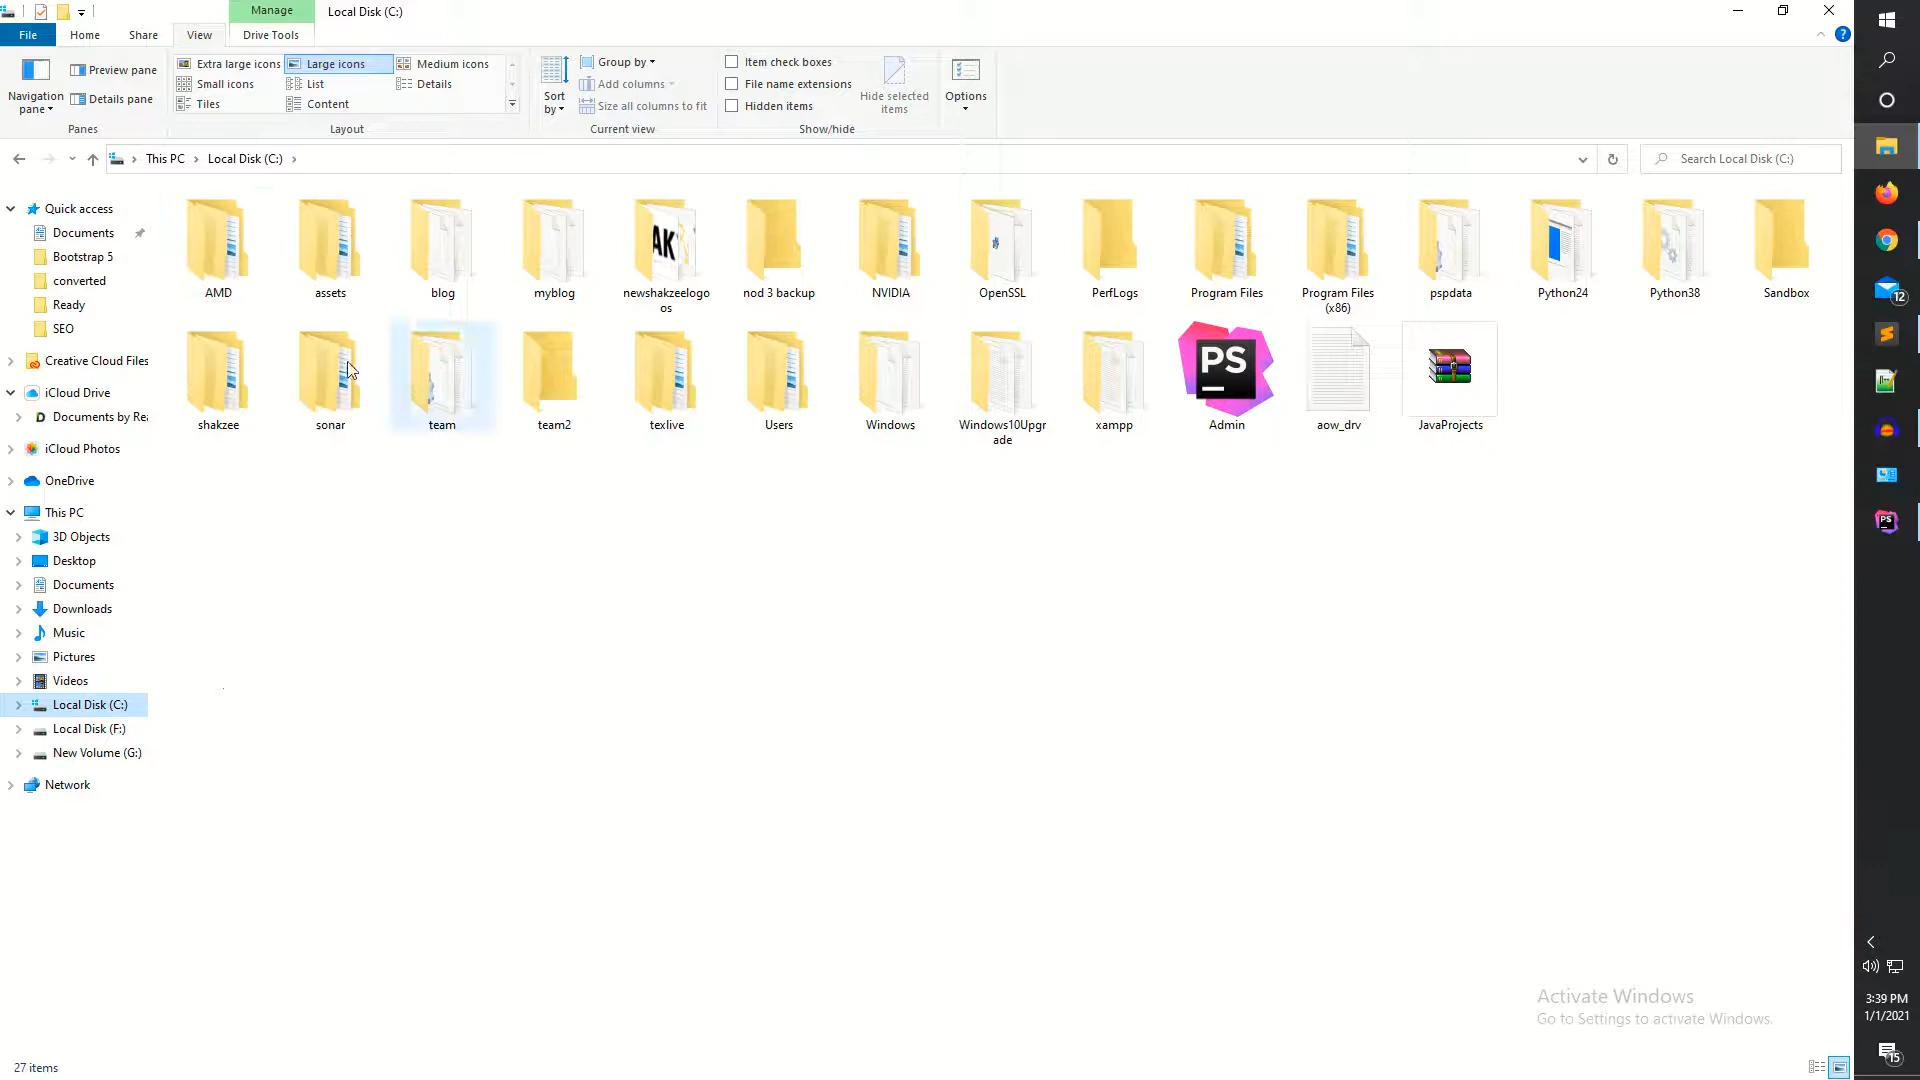 Manage
Local Disk (C:)
File
Home
Share
View
Drive Tools
Navigation
pane
Preview pane
Details pane
Panes
Extra large icons
Large icons
Medium icons
Small icons
List
Details
Tiles
Content
Layout
Sort
by
Group by
Add columns
Size all columns to fit
Current view
Item check boxes
File name extensions
Hidden items
Hide selected
items
Show/hide
Options
This PC
Local Disk (C:)
Search Local Disk (C:)
Quick access
Documents
Bootstrap 5
converted
Ready
SEO
Creative Cloud Files
iCloud Drive
Documents by Rea
iCloud Photos
OneDrive
This PC
3D Objects
Desktop
Documents
Downloads
Music
Pictures
Videos
Local Disk (C:)
Local Disk (F:)
New Volume (G:)
Network
AMD
assets
blog
myblog
newshakzeelogo
os
nod 3 backup
NVIDIA
OpenSSL
PerfLogs
Program Files
Program Files
(x86)
pspdata
Python24
Python38
Sandbox
shakzee
sonar
team
team2
texlive
Users
Windows
Windows10Upgr
ade
xampp
PS
Admin
aow_drv
JavaProjects
AK
12
PS
Activate Windows
Go to Settings to activate Windows.
3:39 PM
1/1/2021
15
27 items